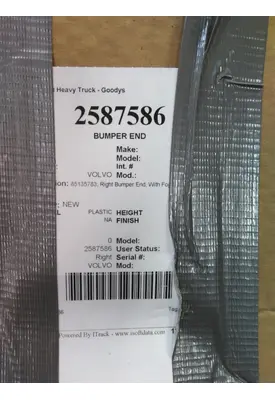 Heavy Truck - Goodys
2587586
BUMPER END
Make:
Model:
Int. #
VOLVO Mod.:
ion: 85135783, Right Bumper End, With Fo
NEW
L PLASTIC HEIGHT
NA FINISH
0 Model:
2587586 User Status:
Right Serial #:
VOLVO Mod:
Powered By ITrack - www.isoftdata.com